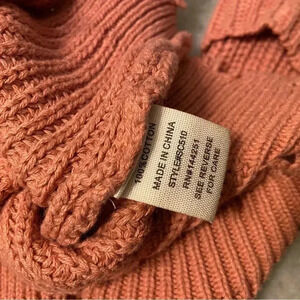 100% COTTON
MADE IN CHINA
STYLE#SC510
RN#144251
SEE REVERSE
FOR CARE